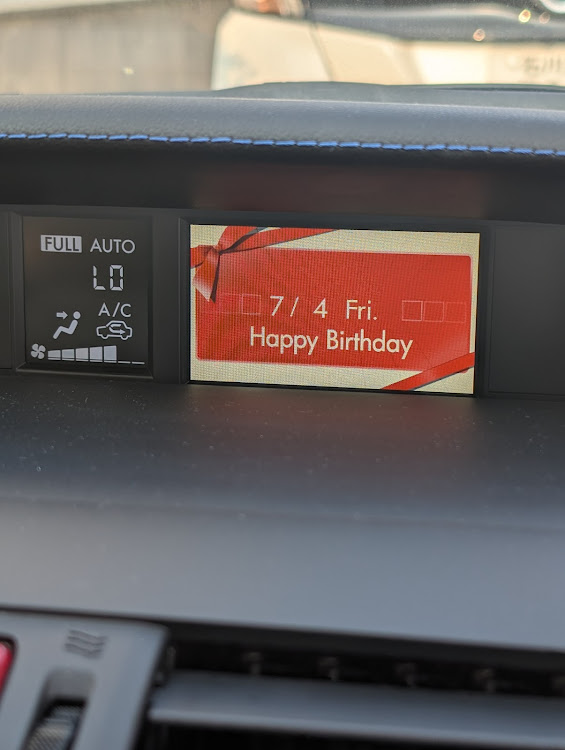 FULL AUTO
LO
A/C
7/ 4 Fri.
Happy Birthday